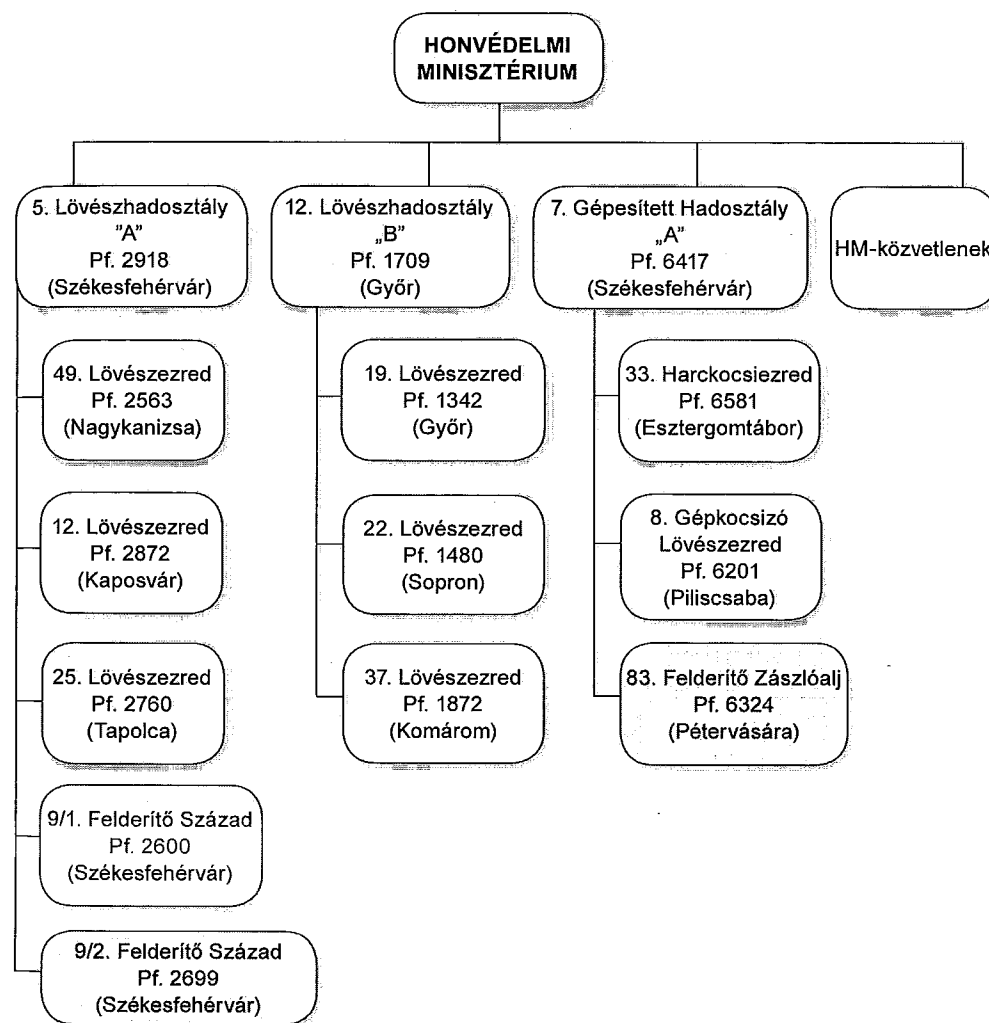 HONVÉDELMI
MINISZTÉRIUM
5. Lövészhadosztály
"A"
Pf. 2918
(Székesfehérvár)
12. Lövészhadosztály
„B"
Pf. 1709
(Győr)
7. Gépesített Hadosztály
„A"
Pf. 6417
(Székesfehérvár)
HM-közvetlenek
49. Lövészezred
Pf. 2563
(Nagykanizsa)
19. Lövészezred
Pf. 1342
(Győr)
33. Harckocsiezred
Pf. 6581
(Esztergomtábor)
12. Lövészezred
Pf. 2872
(Kaposvár)
22. Lövészezred
Pf. 1480
(Sopron)
8. Gépkocsizó
Lövészezred
Pf. 6201
(Piliscsaba)
25. Lövészezred
Pf. 2760
(Tapolca)
37. Lövészezred
Pf. 1872
(Komárom)
83. Felderítő Zászlóalj
Pf. 6324
(Pétervására)
9/1. Felderítő Század
Pf. 2600
(Székesfehérvár)
9/2. Felderítő Század
Pf. 2699
(Székesfehérvár)